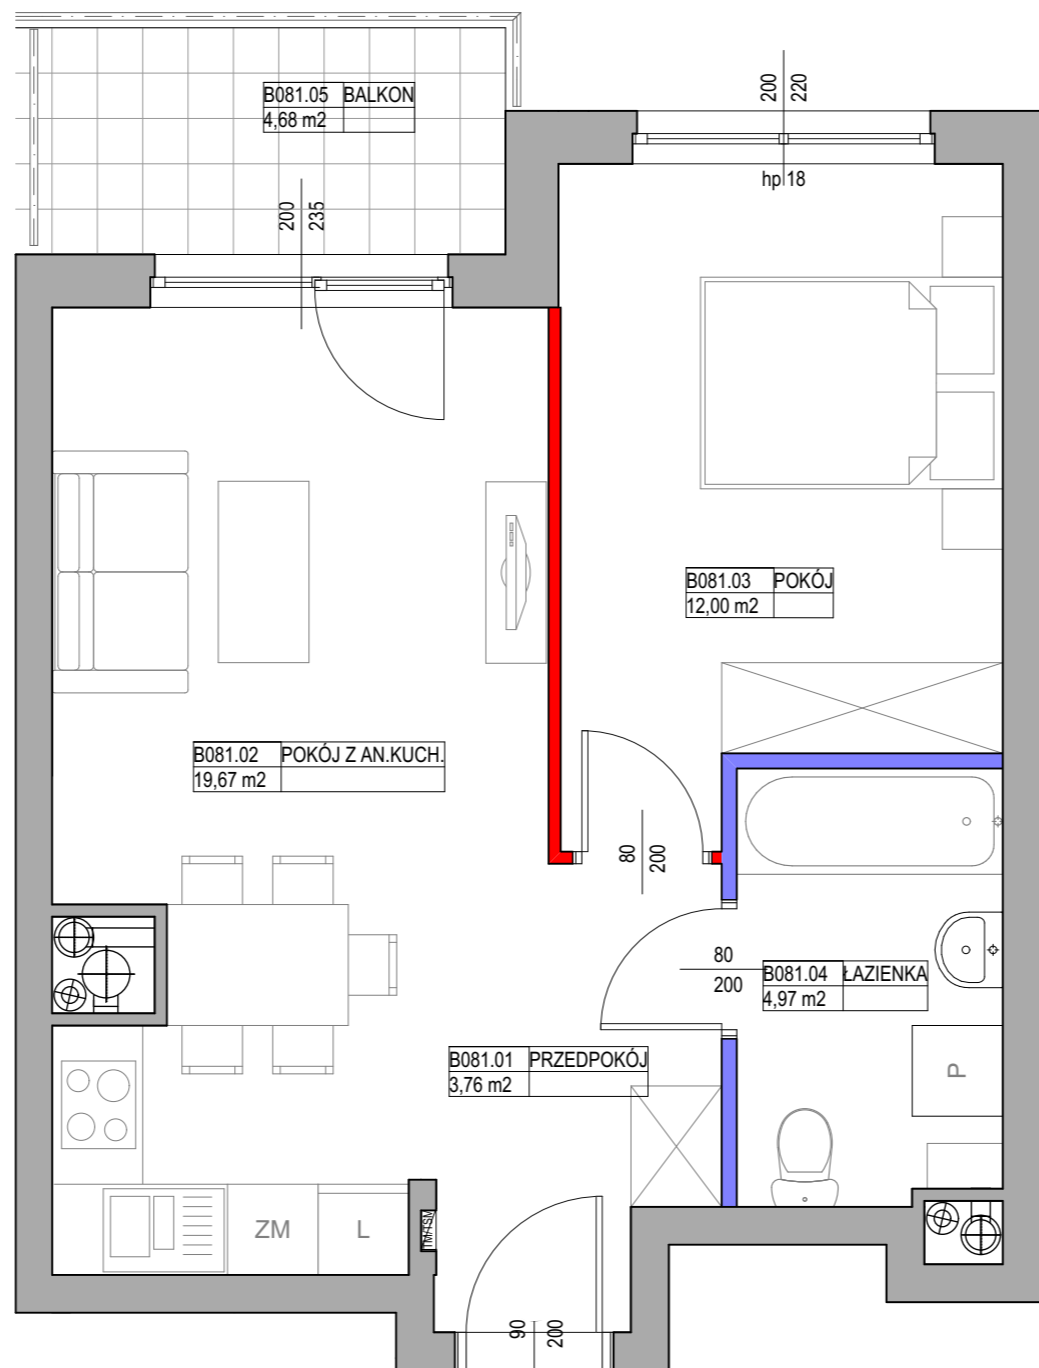 B081.05 BALKON
4,68 m2
200
220
hp 18
200
235
B081.03 POKÓJ
12,00 m2
B081.02 POKÓJ Z AN.KUCH.
19,67 m2
80
200
80
200
B081.04 ŁAZIENKA
4,97 m2
B081.01 PRZEDPOKÓJ
3,76 m2
P
ZM
L
TM/TSM
90
200